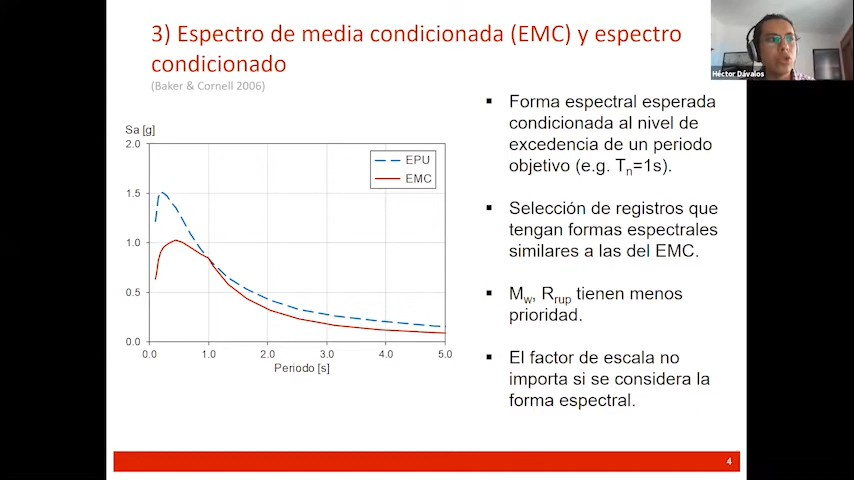 3) Espectro de media condicionada (EMC) y espectro
condicionado
(Baker & Cornell 2006)
Héctor Dávalos
Sa [g]
2.0
1.5
1.0
0.5
0.0
EPU
EMC
0.0 1.0 2.0 3.0 4.0 5.0
Periodo [s]
▪ Forma espectral esperada
condicionada al nivel de
excedencia de un periodo
objetivo (e.g. Tn=1s).
▪ Selección de registros que
tengan formas espectrales
similares a las del EMC.
▪ Mw, Rrup tienen menos
prioridad.
▪ El factor de escala no
importa si se considera la
forma espectral.
4